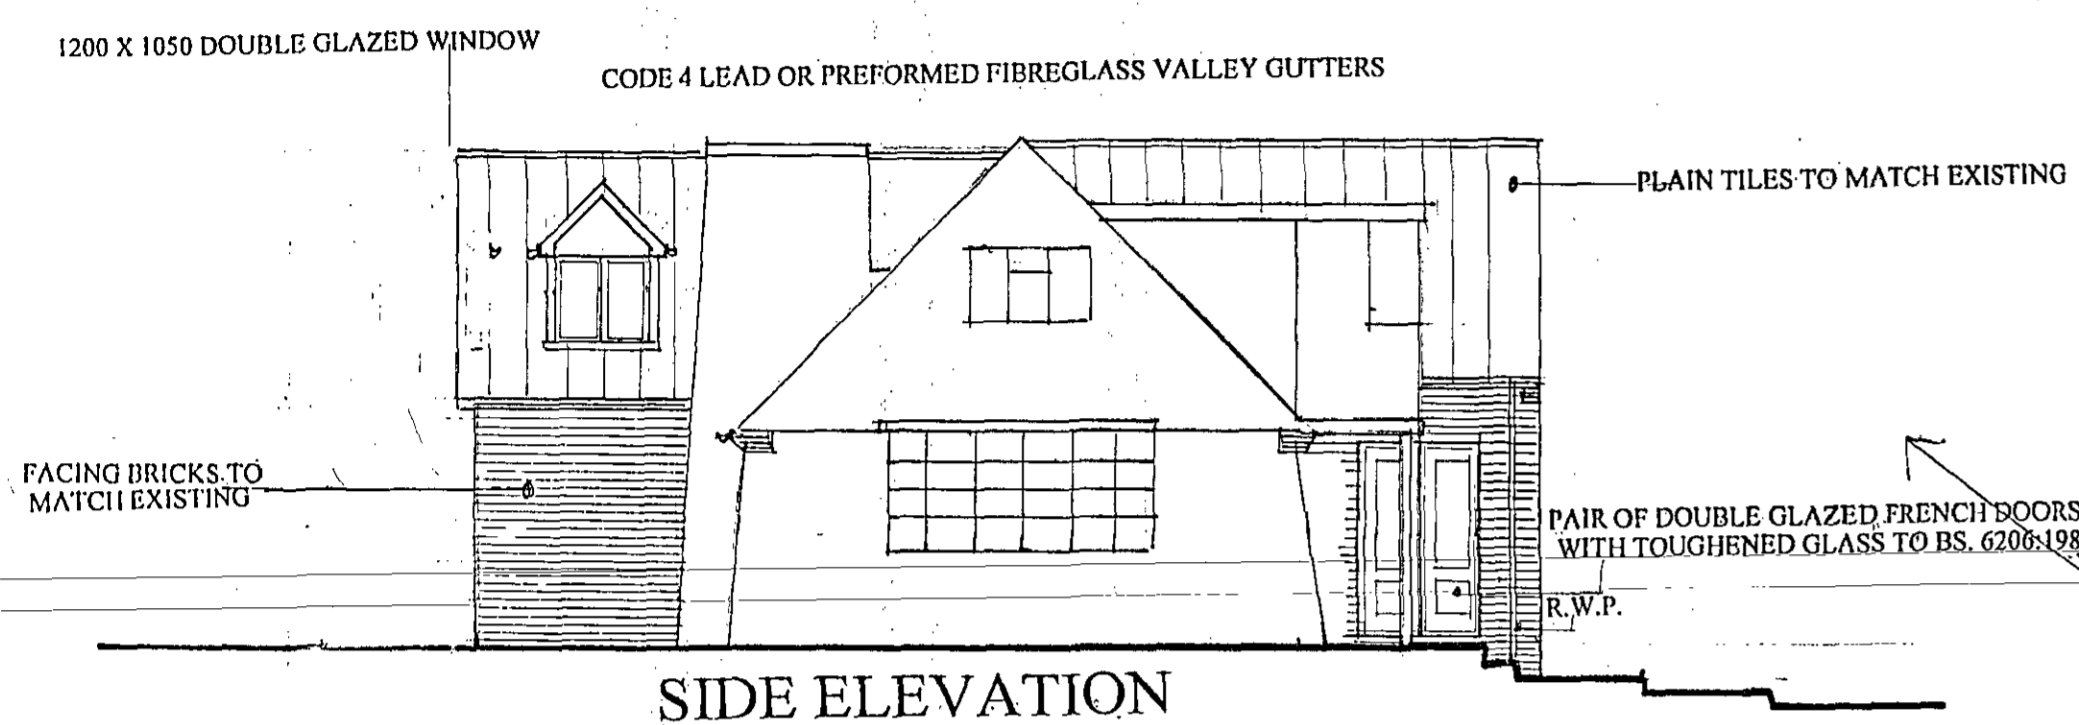 1200 X 1050 DOUBLE GLAZED WINDOW
CODE 4 LEAD OR PREFORMED FIBREGLASS VALLEY GUTTERS
PLAIN TILES TO MATCH EXISTING
FACING BRICKS TO
MATCH EXISTING
PAIR OF DOUBLE GLAZED FRENCH DOORS
WITH TOUGHENED GLASS TO BS. 6206:198
R.W.P.
SIDE ELEVATION